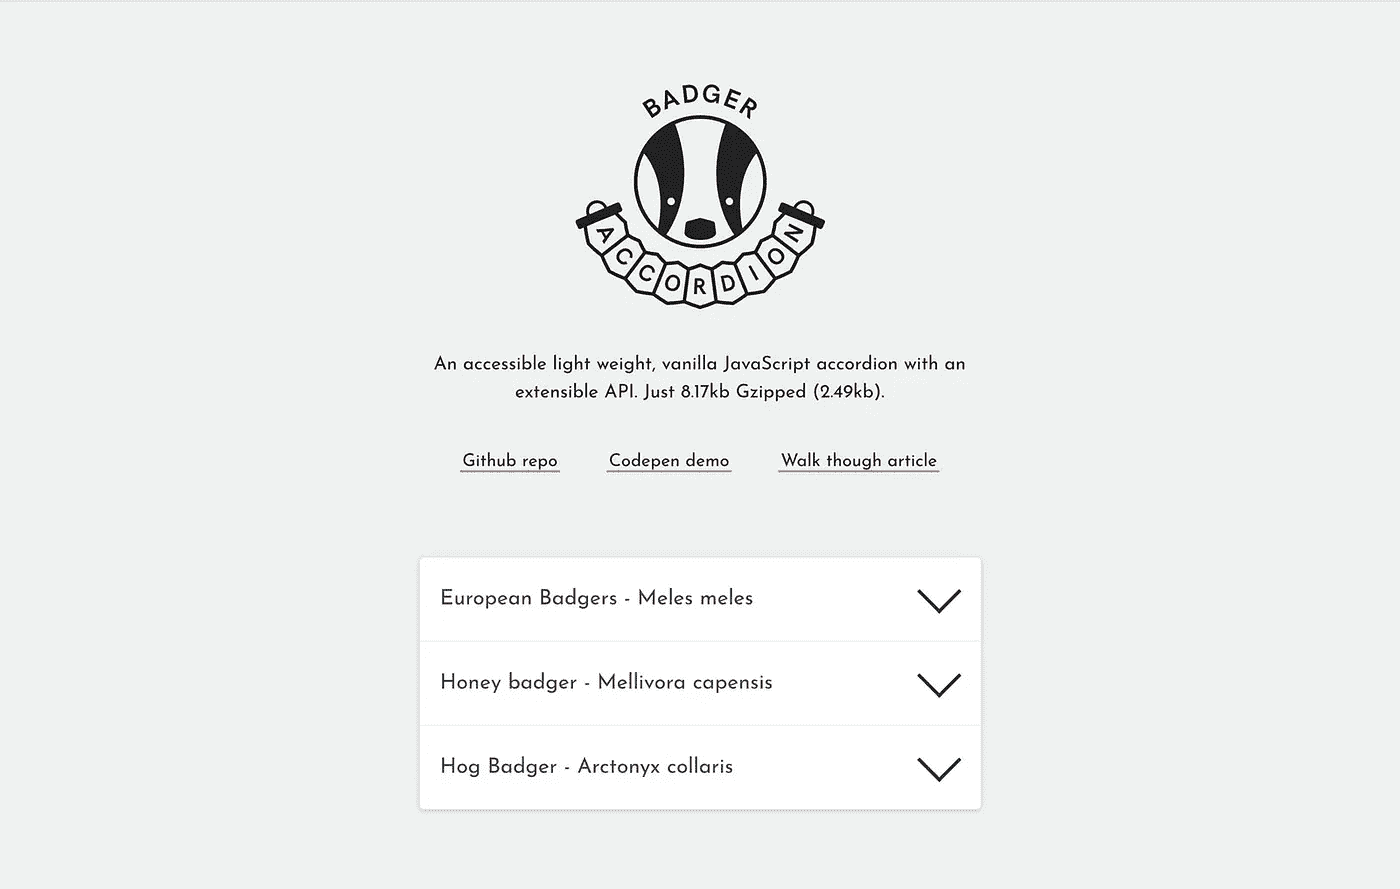 BADGER
ACCORDION
An accessible light weight, vanilla JavaScript accordion with an
extensible API. Just 8.17kb Gzipped (2.49kb).
Github repo Codepen demo Walk though article
European Badgers - Meles meles
Honey badger - Mellivora capensis
Hog Badger - Arctonyx collaris